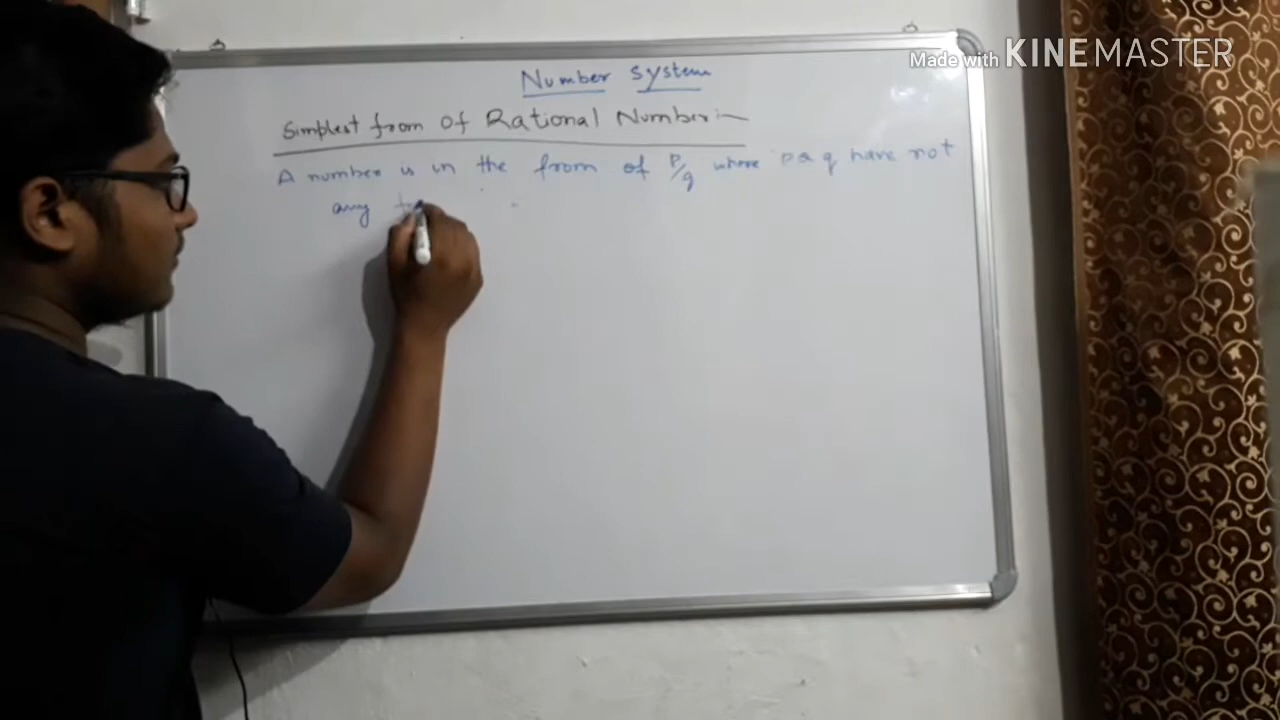 Made with KINEMASTER
Number system
Simplest from of Rational Number :-
A number is in the from of P/q where p & q have not
any